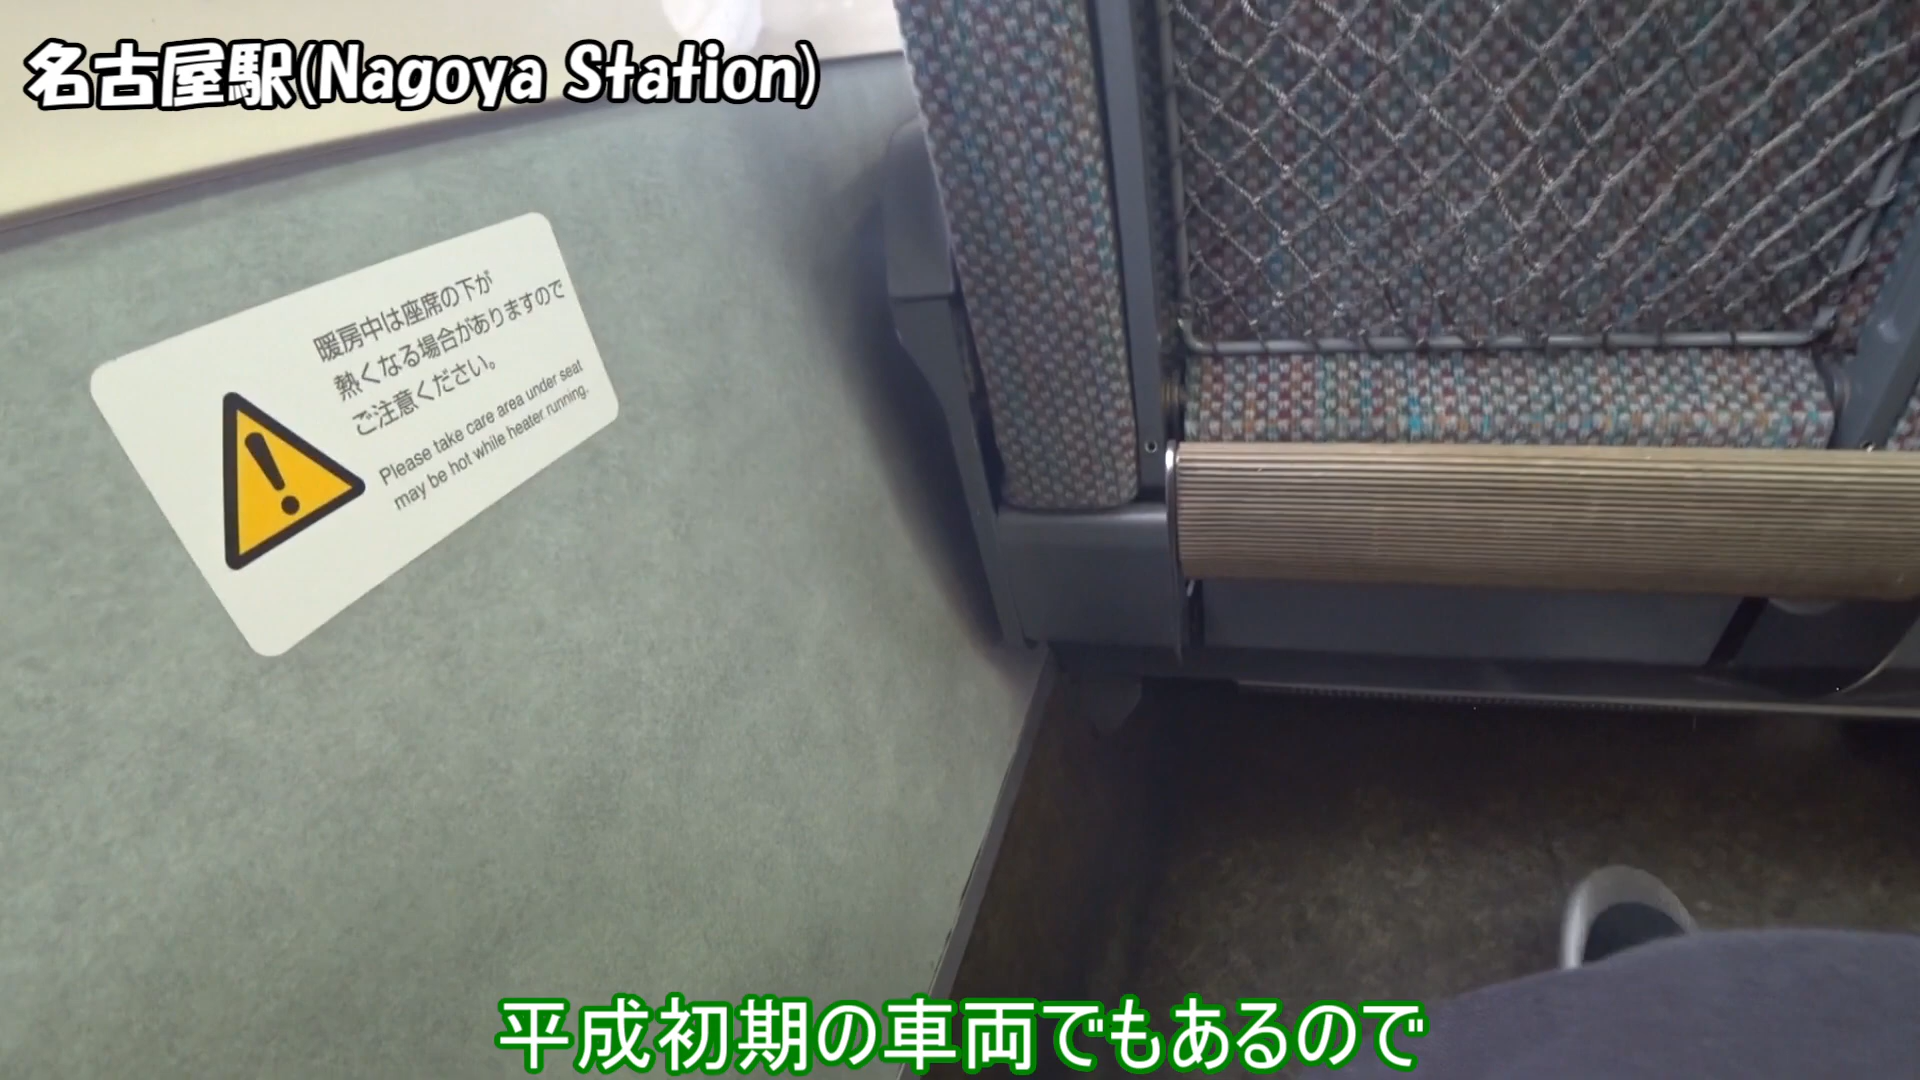 名古屋駅(Nagoya Station)
暖房中は座席の下が
熱くなる場合がありますので
ご注意ください。
Please take care area under seat
may be hot while heater running.
平成初期の車両でもあるので